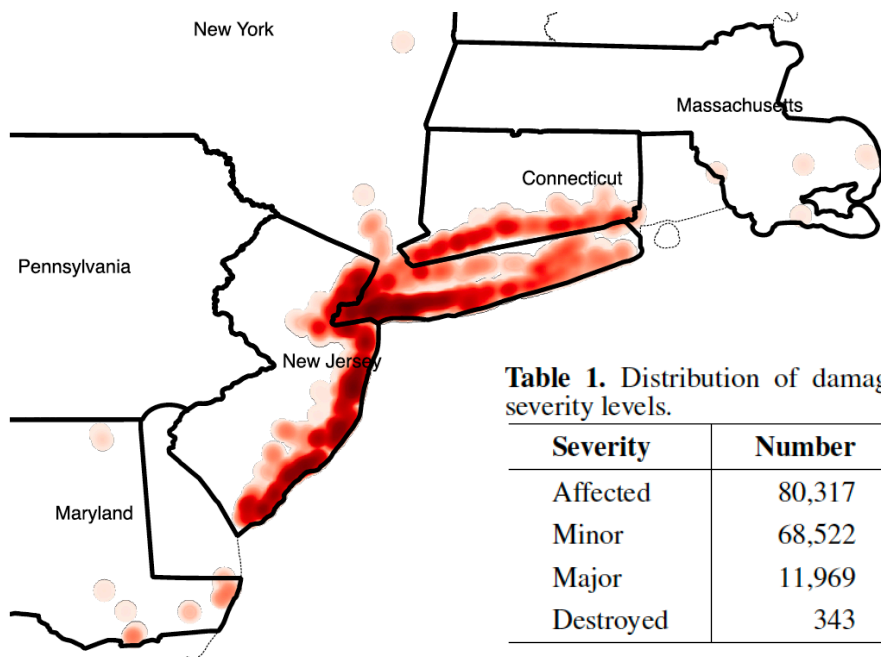 New York
Massachusetts
Connecticut
Pennsylvania
New Jersey
Maryland
Table 1. Distribution of damag
severity levels.
Severity Number
Affected 80,317
Minor 68,522
Major 11,969
Destroyed 343